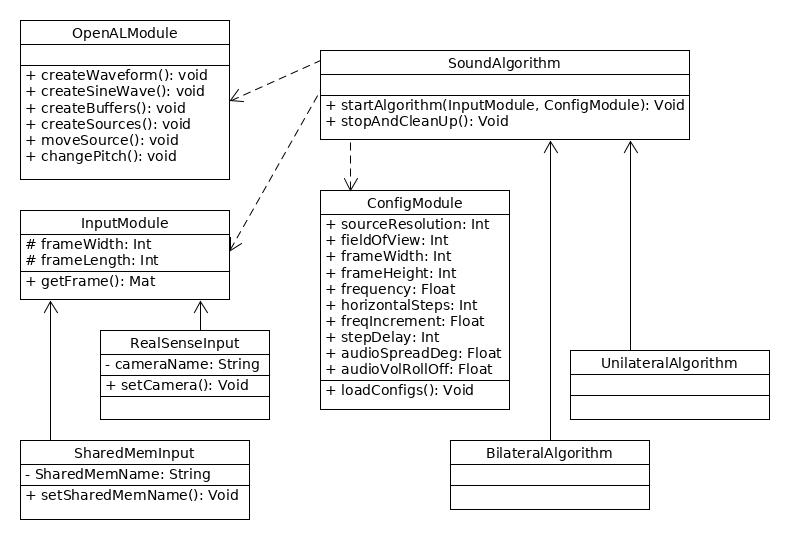 OpenALModule
+ createWaveform(): void
+ createSineWave(): void
+ createBuffers(): void
+ createSources(): void
+ moveSource(): void
+ changePitch(): void
SoundAlgorithm
+ startAlgorithm(InputModule, ConfigModule): Void
+ stopAndCleanUp(): Void
InputModule
# frameWidth: Int
# frameLength: Int
+ getFrame(): Mat
ConfigModule
+ sourceResolution: Int
+ fieldOfView: Int
+ frameWidth: Int
+ frameHeight: Int
+ frequency: Float
+ horizontalSteps: Int
+ freqIncrement: Float
+ stepDelay: Int
+ audioSpreadDeg: Float
+ audioVolRollOff: Float
+ loadConfigs(): Void
RealSenseInput
- cameraName: String
+ setCamera(): Void
UnilateralAlgorithm
SharedMemInput
- SharedMemName: String
+ setSharedMemName(): Void
BilateralAlgorithm